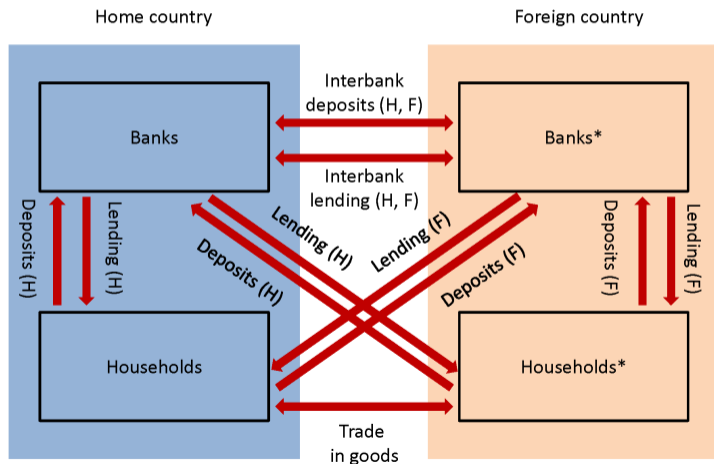 Home country
Foreign country
Interbank
deposits (H, F)
Banks
Banks*
Interbank
lending (H, F)
Deposits (H)
Lending (H)
Lending (H)
Deposits (H)
Lending (F)
Deposits (F)
Deposits (F)
Lending (F)
Households
Households*
Trade
in goods